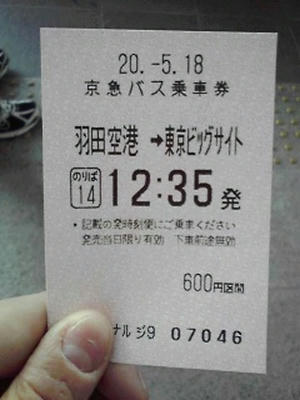 20.-5.18
京急バス乗車券
羽田空港 →東京ビッグサイト
のりば 14 12:35発
・記載の発時刻便にご乗車ください
発売当日限り有効 下車前途無効
600円区間
ナル ジ9 07046